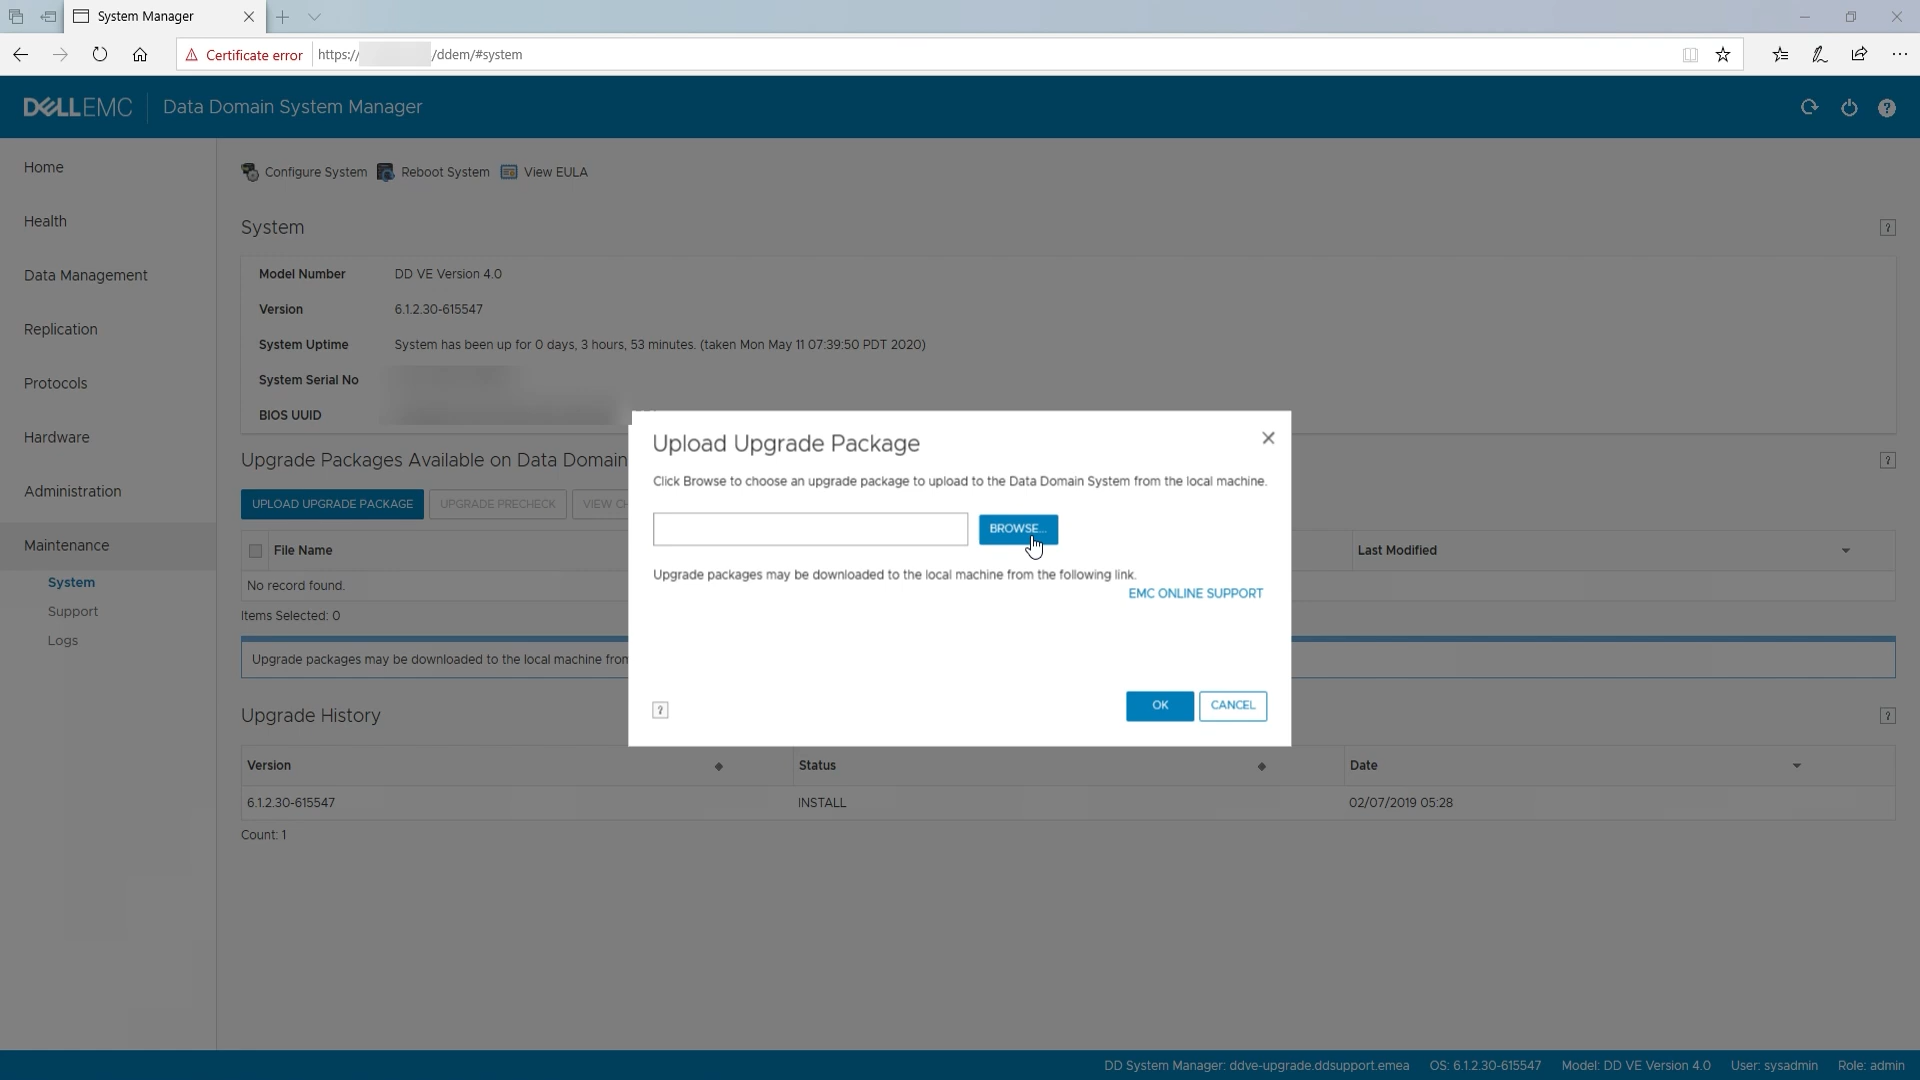 System Manager
Certificate error https:// /ddem/#system
DELLEMC Data Domain System Manager
Home
Health
Data Management
Replication
Protocols
Hardware
Administration
Maintenance
System
Support
Logs
Configure System Reboot System View EULA
System
Model Number DD VE Version 4.0
Version 6.1.2.30-615547
System Uptime System has been up for 0 days, 3 hours, 53 minutes. (taken Mon May 11 07:39:50 PDT 2020)
System Serial No
BIOS UUID
Upgrade Packages Available on Data Domain
UPLOAD UPGRADE PACKAGE UPGRADE PRECHECK VIEW
File Name Last Modified
No record found.
Items Selected: 0
Upgrade packages may be downloaded to the local machine from
Upgrade History
Version Status Date
6.1.2.30-615547 INSTALL 02/07/2019 05:28
Count: 1
Upload Upgrade Package
Click Browse to choose an upgrade package to upload to the Data Domain System from the local machine.
BROWSE...
Upgrade packages may be downloaded to the local machine from the following link.
EMC ONLINE SUPPORT
?
OK CANCEL
DD System Manager: ddve-upgrade.ddsupport.emea OS: 6.1.2.30-615547 Model: DD VE Version 4.0 User: sysadmin Role: admin